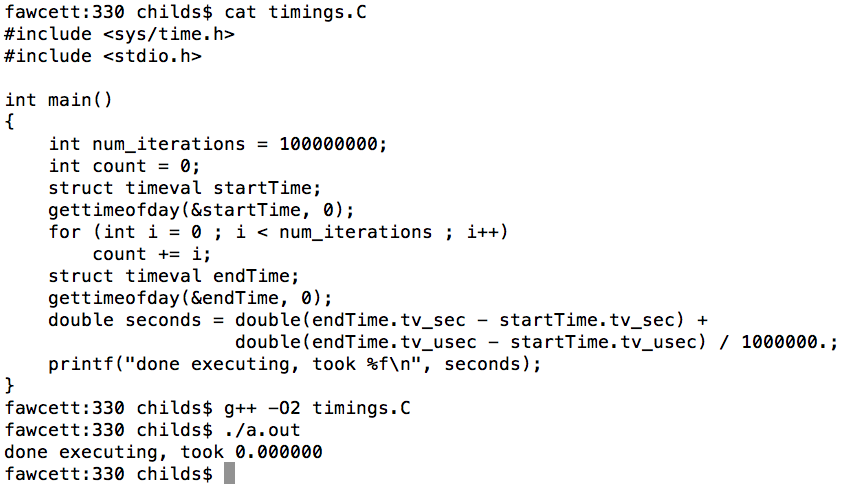 fawcett:330 childs$ cat timings.C
#include <sys/time.h>
#include <stdio.h>

int main()
{
    int num_iterations = 100000000;
    int count = 0;
    struct timeval startTime;
    gettimeofday(&startTime, 0);
    for (int i = 0 ; i < num_iterations ; i++)
        count += i;
    struct timeval endTime;
    gettimeofday(&endTime, 0);
    double seconds = double(endTime.tv_sec - startTime.tv_sec) +
                     double(endTime.tv_usec - startTime.tv_usec) / 1000000.;
    printf("done executing, took %f\n", seconds);
}
fawcett:330 childs$ g++ -O2 timings.C
fawcett:330 childs$ ./a.out
done executing, took 0.000000
fawcett:330 childs$